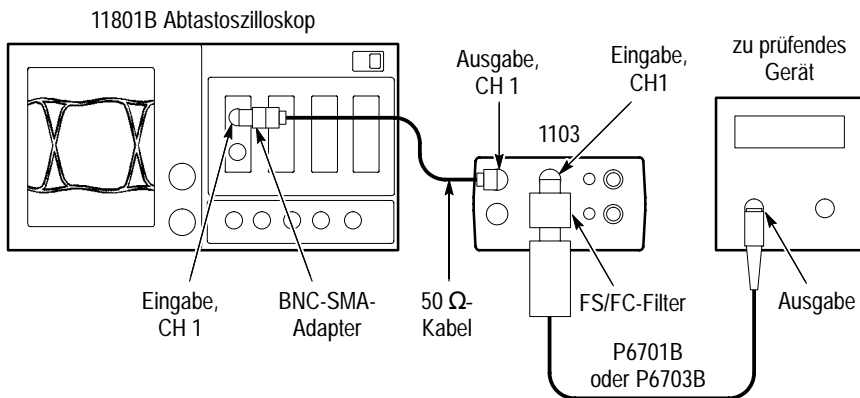 11801B Abtastoszilloskop
Ausgabe,
CH 1
Eingabe,
CH1
zu prüfendes
Gerät
1103
Eingabe,
CH 1
BNC-SMA-
Adapter
50 Ω-
Kabel
FS/FC-Filter
Ausgabe
P6701B
oder P6703B